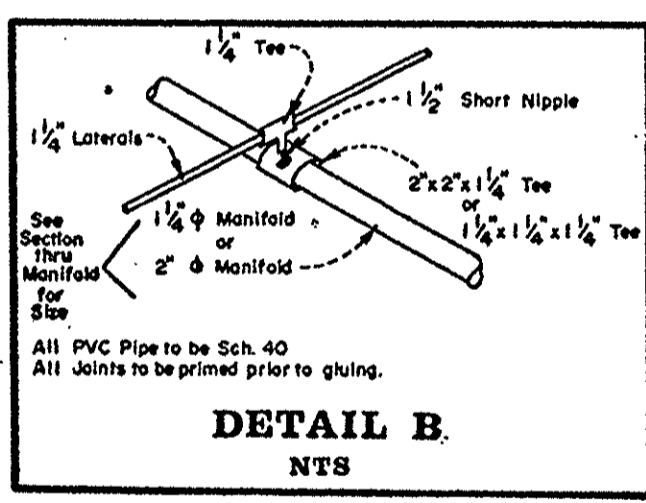 1 1/4" Tee
1 1/2" Short Nipple
1 1/4" Laterals
2" x 2" x 1 1/4" Tee
or
1 1/4" x 1 1/4" x 1 1/4" Tee
1 1/4" ϕ Manifold
or
2" ϕ Manifold
See
Section
thru
Manifold
for
Size
All PVC Pipe to be Sch. 40
All Joints to be primed prior to gluing.
DETAIL B.
NTS